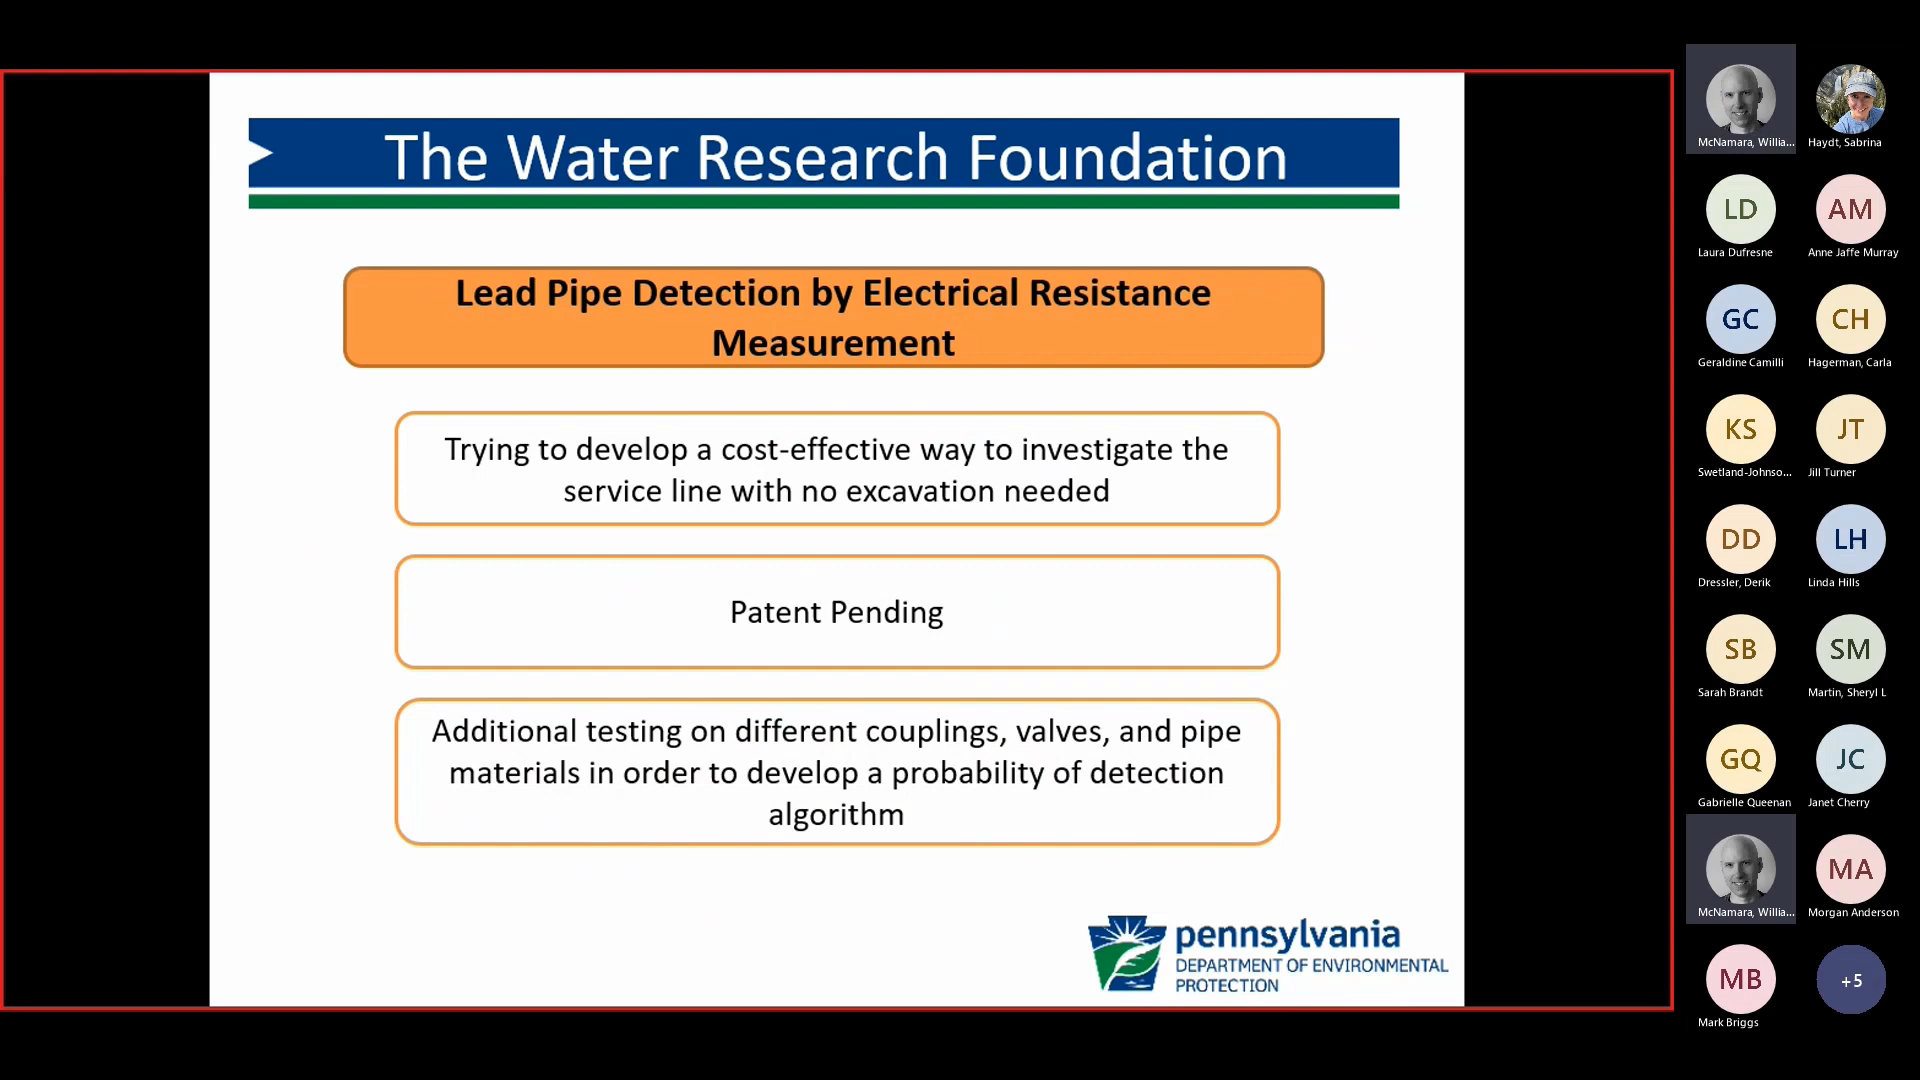 The Water Research Foundation
Lead Pipe Detection by Electrical Resistance
Measurement
Trying to develop a cost-effective way to investigate the
service line with no excavation needed
Patent Pending
Additional testing on different couplings, valves, and pipe
materials in order to develop a probability of detection
algorithm
pennsylvania
DEPARTMENT OF ENVIRONMENTAL
PROTECTION
McNamara, Willia...
Haydt, Sabrina
LD
Laura Dufresne
AM
Anne Jaffe Murray
GC
Geraldine Camilli
CH
Hagerman, Carla
KS
Swetland-Johnso...
JT
Jill Turner
DD
Dressler, Derik
LH
Linda Hills
SB
Sarah Brandt
SM
Martin, Sheryl L
GQ
Gabrielle Queenan
JC
Janet Cherry
McNamara, Willia...
MA
Morgan Anderson
MB
Mark Briggs
+5